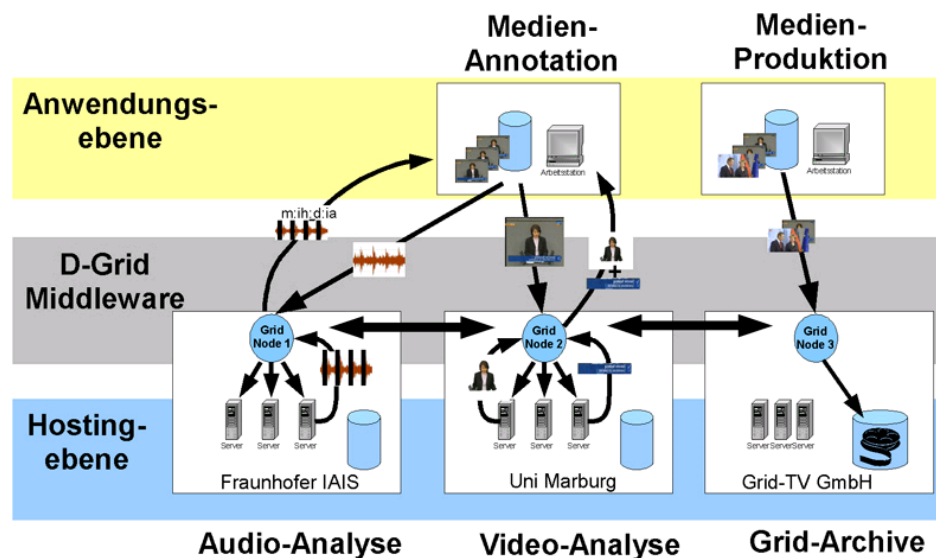 Medien-
Annotation
Medien-
Produktion
Anwendungs-
ebene
Arbeitsstation
Arbeitsstation
m:ih:d:ia
D-Grid
Middleware
+
Grid
Node 1
Grid
Node 2
Grid
Node 3
Hosting-
ebene
Server
Server
Server
Server
Server
Server
Server
Server
Server
Fraunhofer IAIS
Uni Marburg
Grid-TV GmbH
Audio-Analyse
Video-Analyse
Grid-Archive